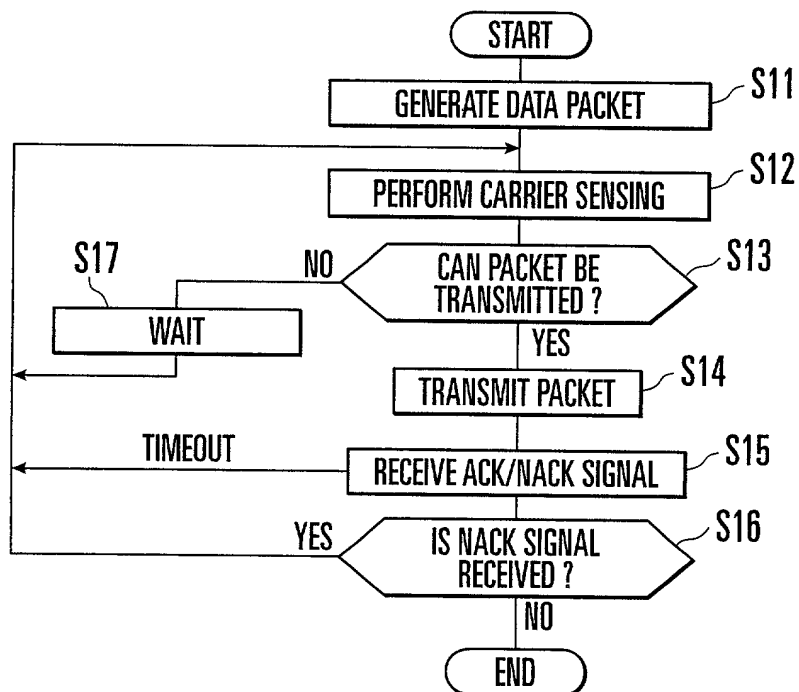 START
S11
GENERATE DATA PACKET
S12
PERFORM CARRIER SENSING
S13
S17
NO
CAN PACKET BE
TRANSMITTED ?
WAIT
YES
S14
TRANSMIT PACKET
TIMEOUT
S15
RECEIVE ACK/NACK SIGNAL
YES
S16
IS NACK SIGNAL
RECEIVED ?
NO
END